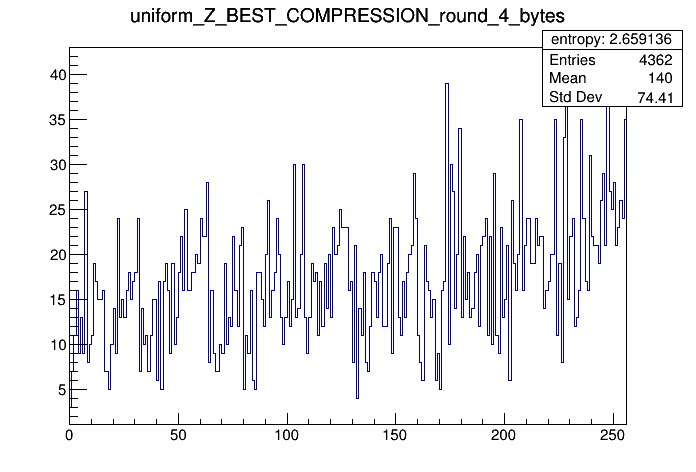 uniform_Z_BEST_COMPRESSION_round_4_bytes
entropy: 2.659136
Entries 4362
Mean 140
Std Dev 74.41
40
35
30
25
20
15
10
5
0 50 100 150 200 250